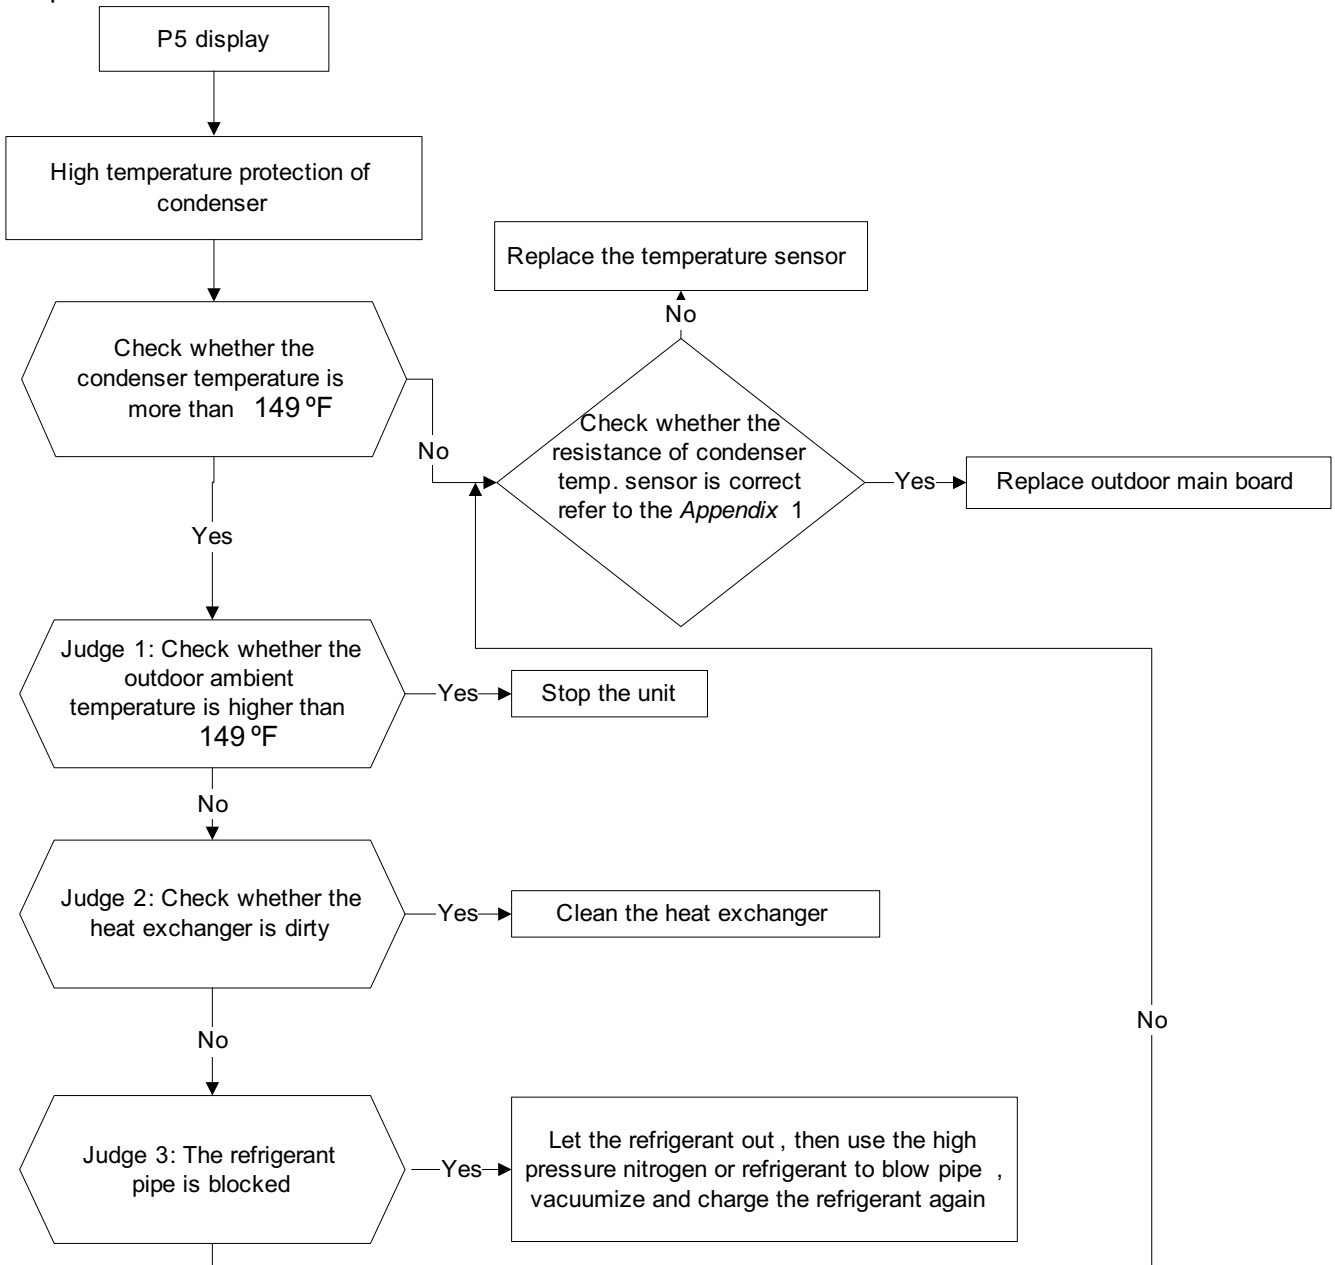 P5 display
High temperature protection of
condenser
Replace the temperature sensor
No
Check whether the
condenser temperature is
more than 149 ºF
No
Check whether the
resistance of condenser
temp. sensor is correct
refer to the Appendix 1
Yes
Replace outdoor main board
Yes
Judge 1: Check whether the
outdoor ambient
temperature is higher than
149 ºF
Yes
Stop the unit
No
Judge 2: Check whether the
heat exchanger is dirty
Yes
Clean the heat exchanger
No
No
Judge 3: The refrigerant
pipe is blocked
Yes
Let the refrigerant out , then use the high
pressure nitrogen or refrigerant to blow pipe ,
vacuumize and charge the refrigerant again